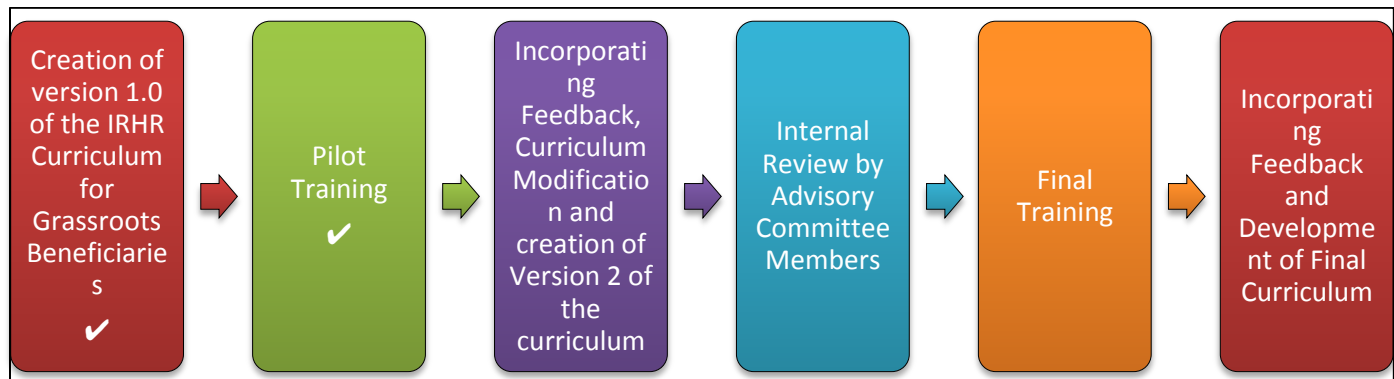 Creation of
version 1.0
of the IRHR
Curriculum
for
Grassroots
Beneficiarie
s
✔
Pilot
Training
✔
Incorporati
ng
Feedback,
Curriculum
Modificatio
n and
creation of
Version 2 of
the
curriculum
Internal
Review by
Advisory
Committee
Members
Final
Training
Incorporati
ng
Feedback
and
Developme
nt of Final
Curriculum